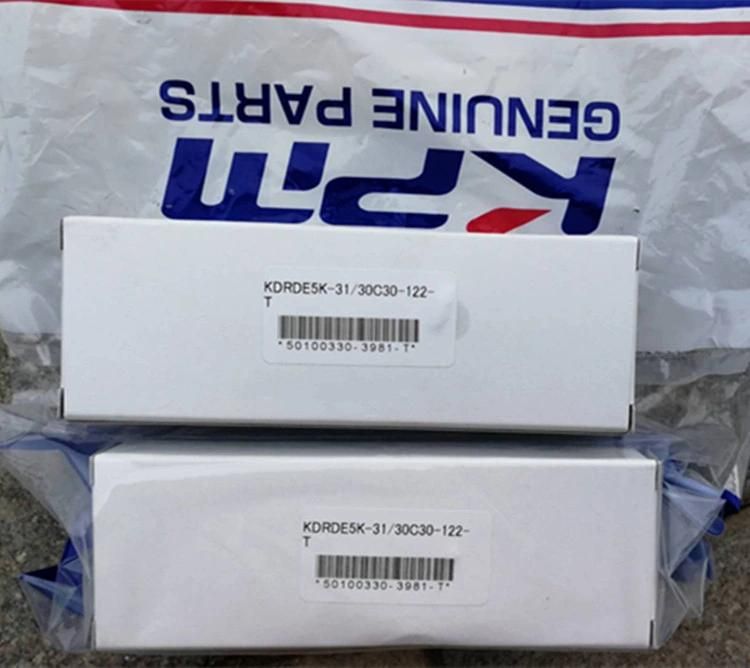 GENUINE PARTS
KPM
KDRDE5K-31/30C30-122-
T
*50100330-3981-T*
KDRDE5K-31/30C30-122-
T
*50100330-3981-T*